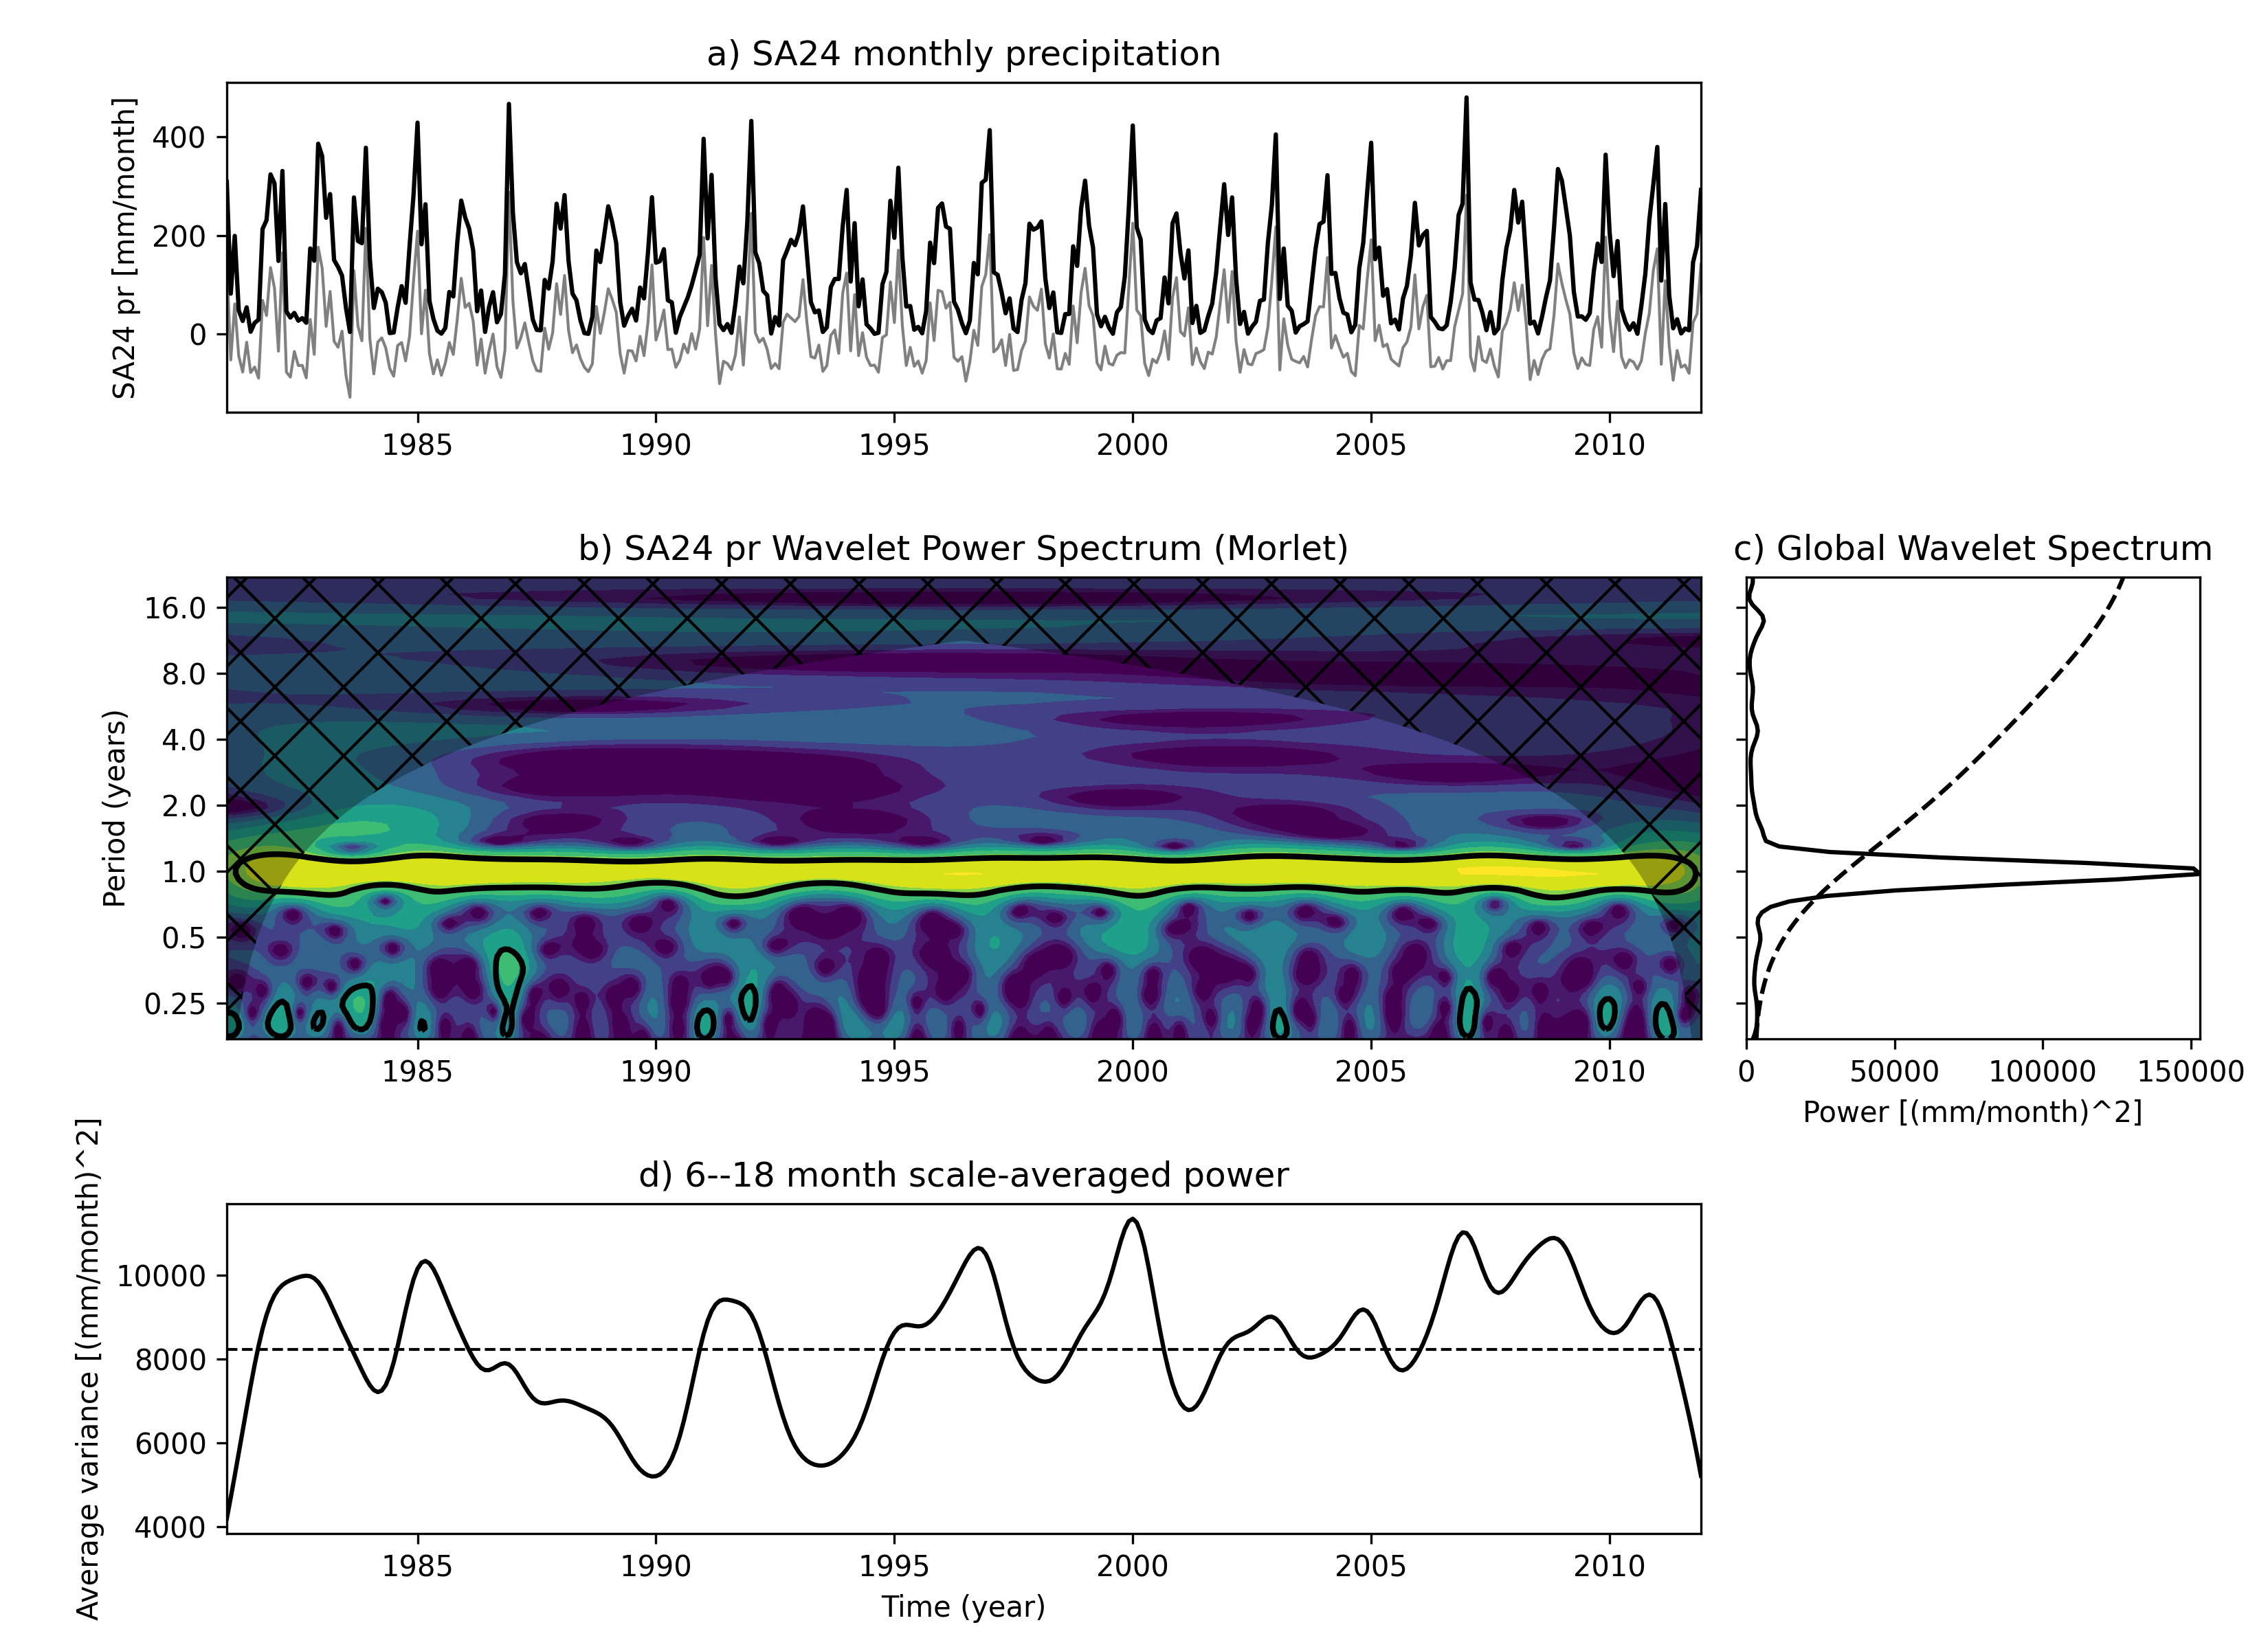 a) SA24 monthly precipitation
SA24 pr [mm/month]
400
200
0
1985 1990 1995 2000 2005 2010
b) SA24 pr Wavelet Power Spectrum (Morlet)
Period (years)
16.0
8.0
4.0
2.0
1.0
0.5
0.25
1985 1990 1995 2000 2005 2010
c) Global Wavelet Spectrum
0 50000 100000 150000
Power [(mm/month)^2]
d) 6--18 month scale-averaged power
Average variance [(mm/month)^2]
10000
8000
6000
4000
1985 1990 1995 2000 2005 2010
Time (year)